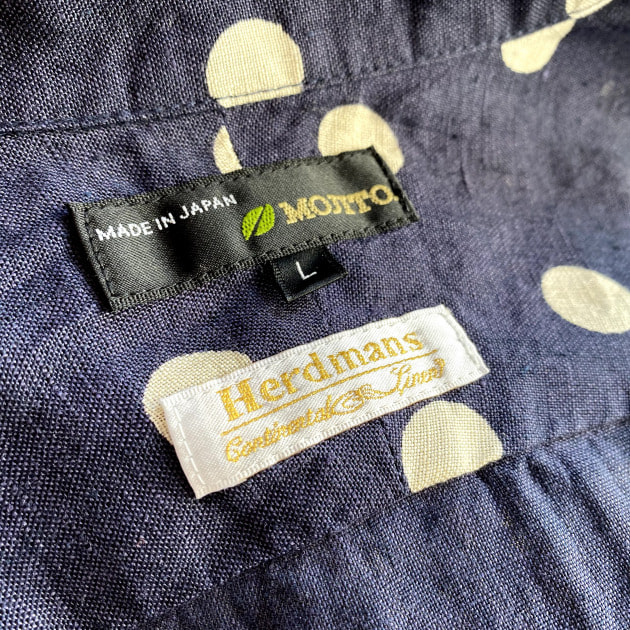 MADE IN JAPAN MOJITO.
L
Herdmans
Continental Linen